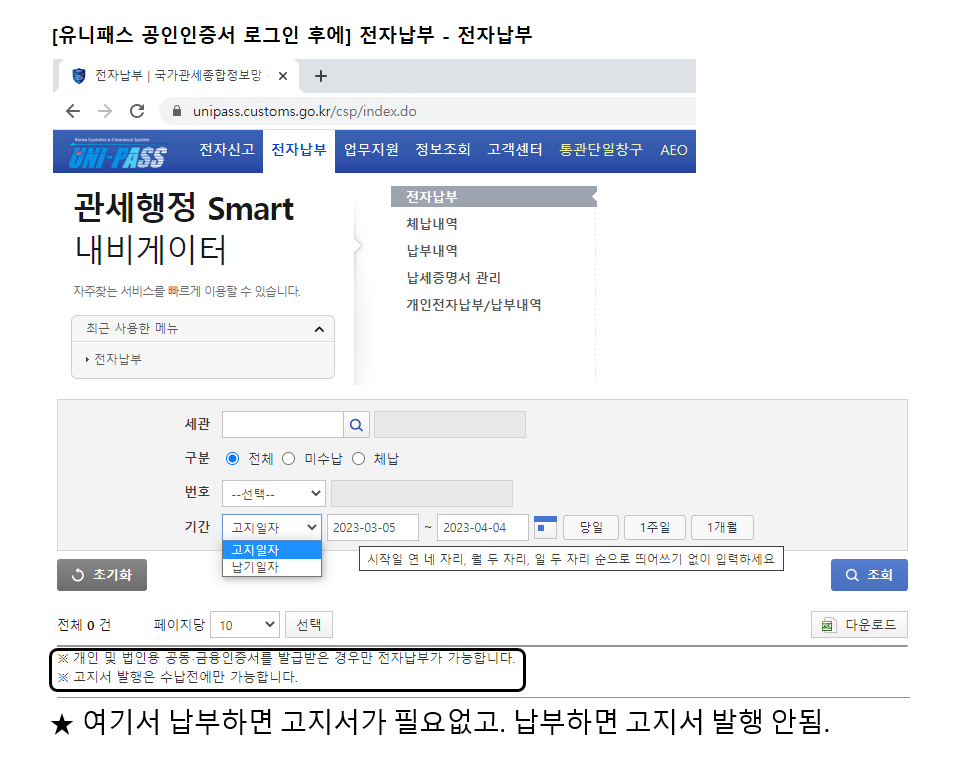 [유니패스 공인인증서 로그인 후에] 전자납부 - 전자납부
전자납부 | 국가관세종합정보망
unipass.customs.go.kr/csp/index.do
Korea Customs e-Clearance System
UNI-PASS
전자신고 전자납부 업무지원 정보조회 고객센터 통관단일창구 AEO
관세행정 Smart
내비게이터
자주찾는 서비스를 빠르게 이용할 수 있습니다.
최근 사용한 메뉴
전자납부
전자납부
체납내역
납부내역
납세증명서 관리
개인전자납부/납부내역
세관
구분 전체 미수납 체납
번호 --선택--
기간 고지일자 2023-03-05 ~ 2023-04-04 당일 1주일 1개월
고지일자
납기일자
시작일 연 네 자리, 월 두 자리, 일 두 자리 순으로 띄어쓰기 없이 입력하세요
초기화 조회
전체 0 건 페이지당 10 선택 다운로드
※ 개인 및 법인용 공동·금융인증서를 발급받은 경우만 전자납부가 가능합니다.
※ 고지서 발행은 수납전에만 가능합니다.
★ 여기서 납부하면 고지서가 필요없고. 납부하면 고지서 발행 안됨.